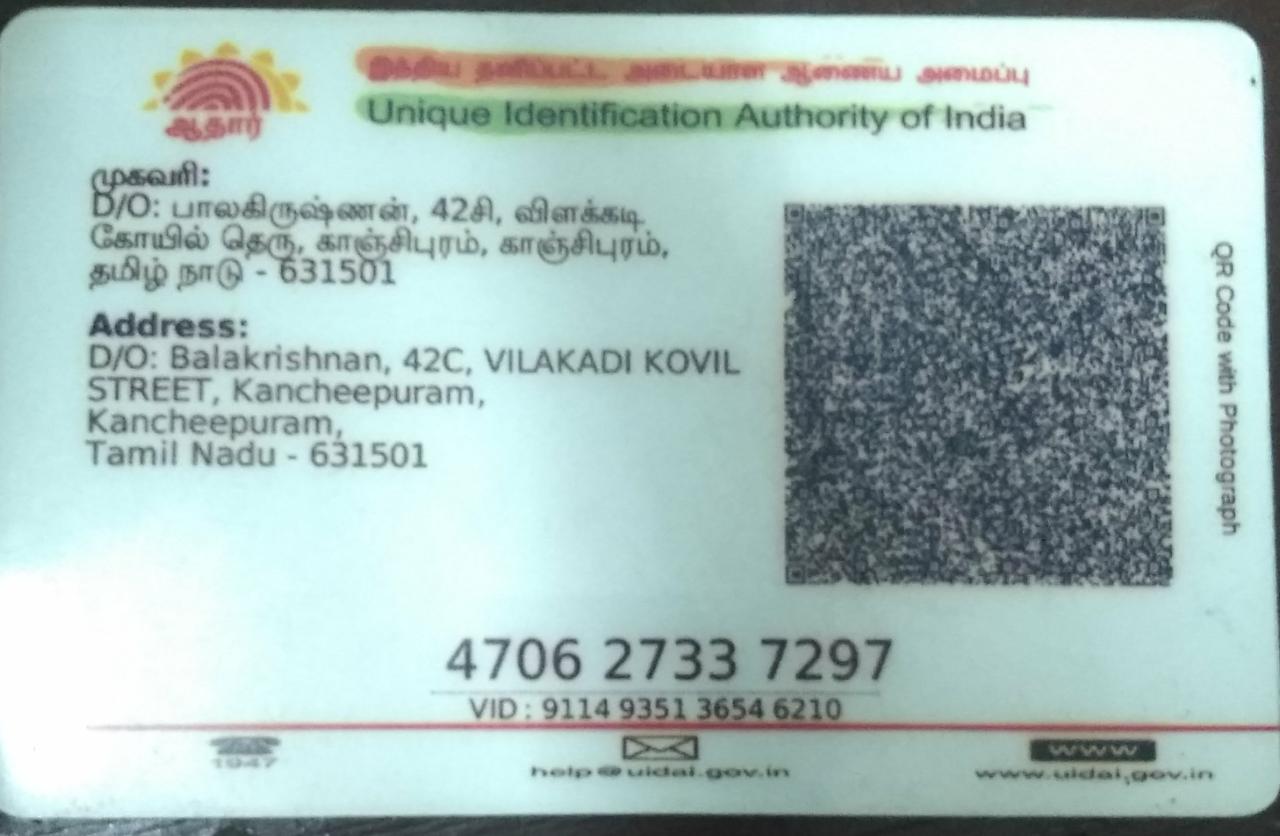 ஆதார்
இந்திய தனிப்பட்ட அடையாள ஆணைய அமைப்பு
Unique Identification Authority of India
முகவரி:
D/O: பாலகிருஷ்ணன், 42சி, விளக்கடி
கோயில் தெரு, காஞ்சிபுரம், காஞ்சிபுரம்,
தமிழ் நாடு - 631501
Address:
D/O: Balakrishnan, 42C, VILAKADI KOVIL
STREET, Kancheepuram,
Kancheepuram,
Tamil Nadu - 631501
QR Code with Photograph
4706 2733 7297
VID : 9114 9351 3654 6210
1947
help@uidai.gov.in
www
www.uidai.gov.in